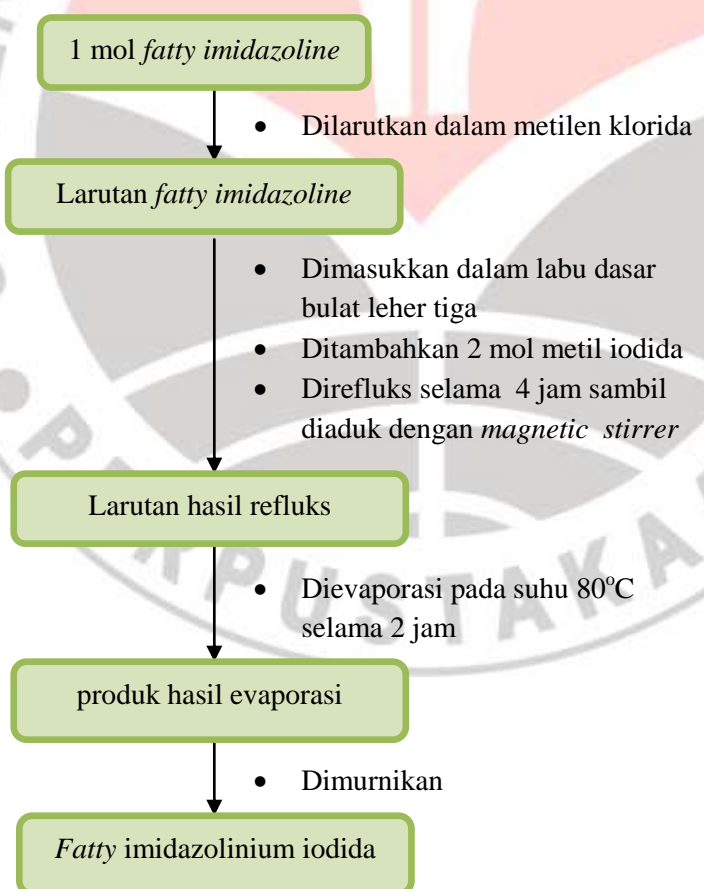 1 mol fatty imidazoline
• Dilarutkan dalam metilen klorida
Larutan fatty imidazoline
• Dimasukkan dalam labu dasar
bulat leher tiga
• Ditambahkan 2 mol metil iodida
• Direfluks selama 4 jam sambil
diaduk dengan magnetic stirrer
Larutan hasil refluks
• Dievaporasi pada suhu 80°C
selama 2 jam
produk hasil evaporasi
• Dimurnikan
Fatty imidazolinium iodida
PERPUSTAKA